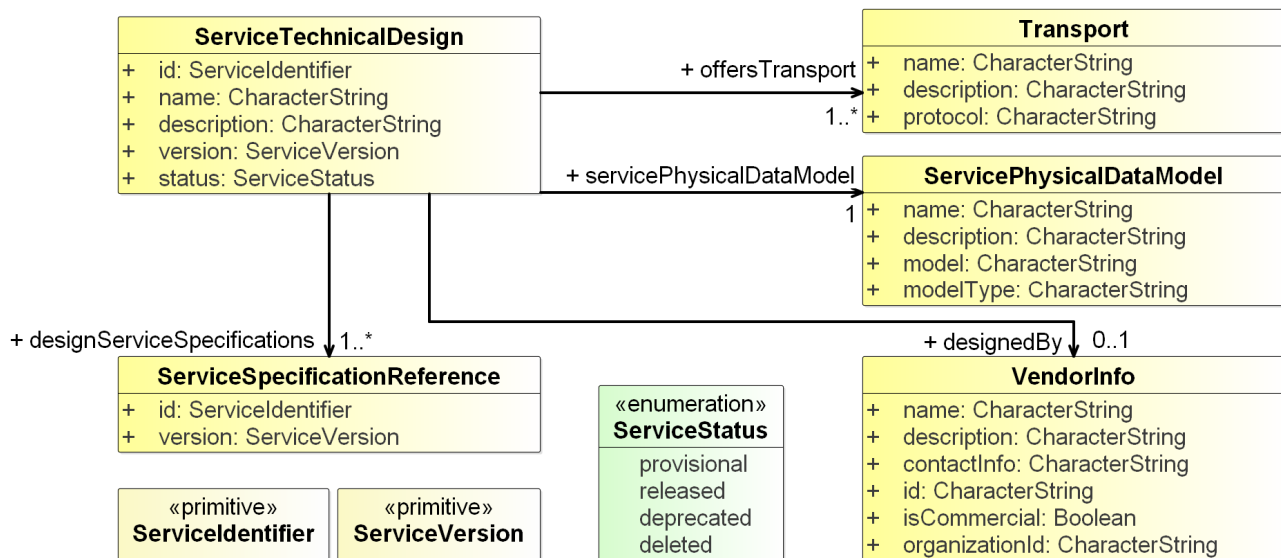 ServiceTechnicalDesign
+ id: ServiceIdentifier
+ name: CharacterString
+ description: CharacterString
+ version: ServiceVersion
+ status: ServiceStatus
+ offersTransport
1..*
Transport
+ name: CharacterString
+ description: CharacterString
+ protocol: CharacterString
+ servicePhysicalDataModel
1
ServicePhysicalDataModel
+ name: CharacterString
+ description: CharacterString
+ model: CharacterString
+ modelType: CharacterString
+ designServiceSpecifications
1..*
+ designedBy
0..1
ServiceSpecificationReference
+ id: ServiceIdentifier
+ version: ServiceVersion
«primitive»
ServiceIdentifier
«primitive»
ServiceVersion
«enumeration»
ServiceStatus
provisional
released
deprecated
deleted
VendorInfo
+ name: CharacterString
+ description: CharacterString
+ contactInfo: CharacterString
+ id: CharacterString
+ isCommercial: Boolean
+ organizationId: CharacterString